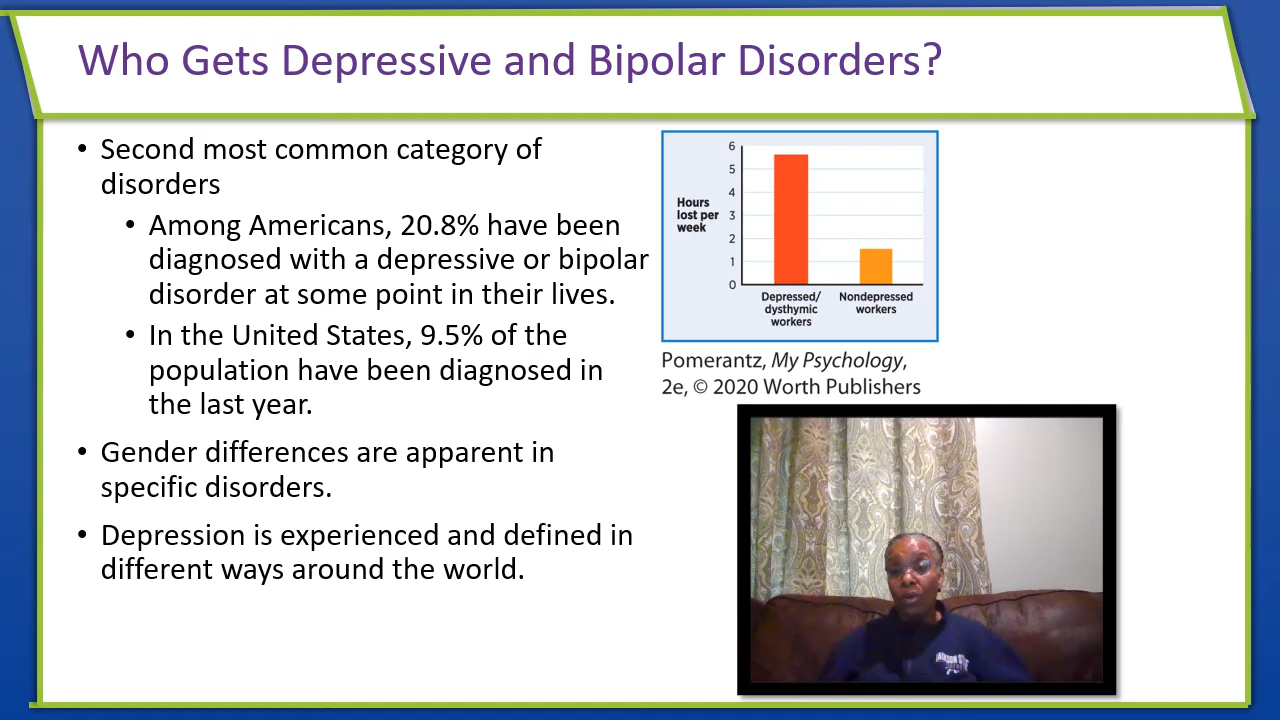 Who Gets Depressive and Bipolar Disorders?
• Second most common category of
disorders
• Among Americans, 20.8% have been
diagnosed with a depressive or bipolar
disorder at some point in their lives.
• In the United States, 9.5% of the
population have been diagnosed in
the last year.
• Gender differences are apparent in
specific disorders.
• Depression is experienced and defined in
different ways around the world.
6
5
4
3
2
1
0
Hours
lost per
week
Depressed/
dysthymic
workers
Nondepressed
workers
Pomerantz, My Psychology,
2e, © 2020 Worth Publishers
JACKSON STATE